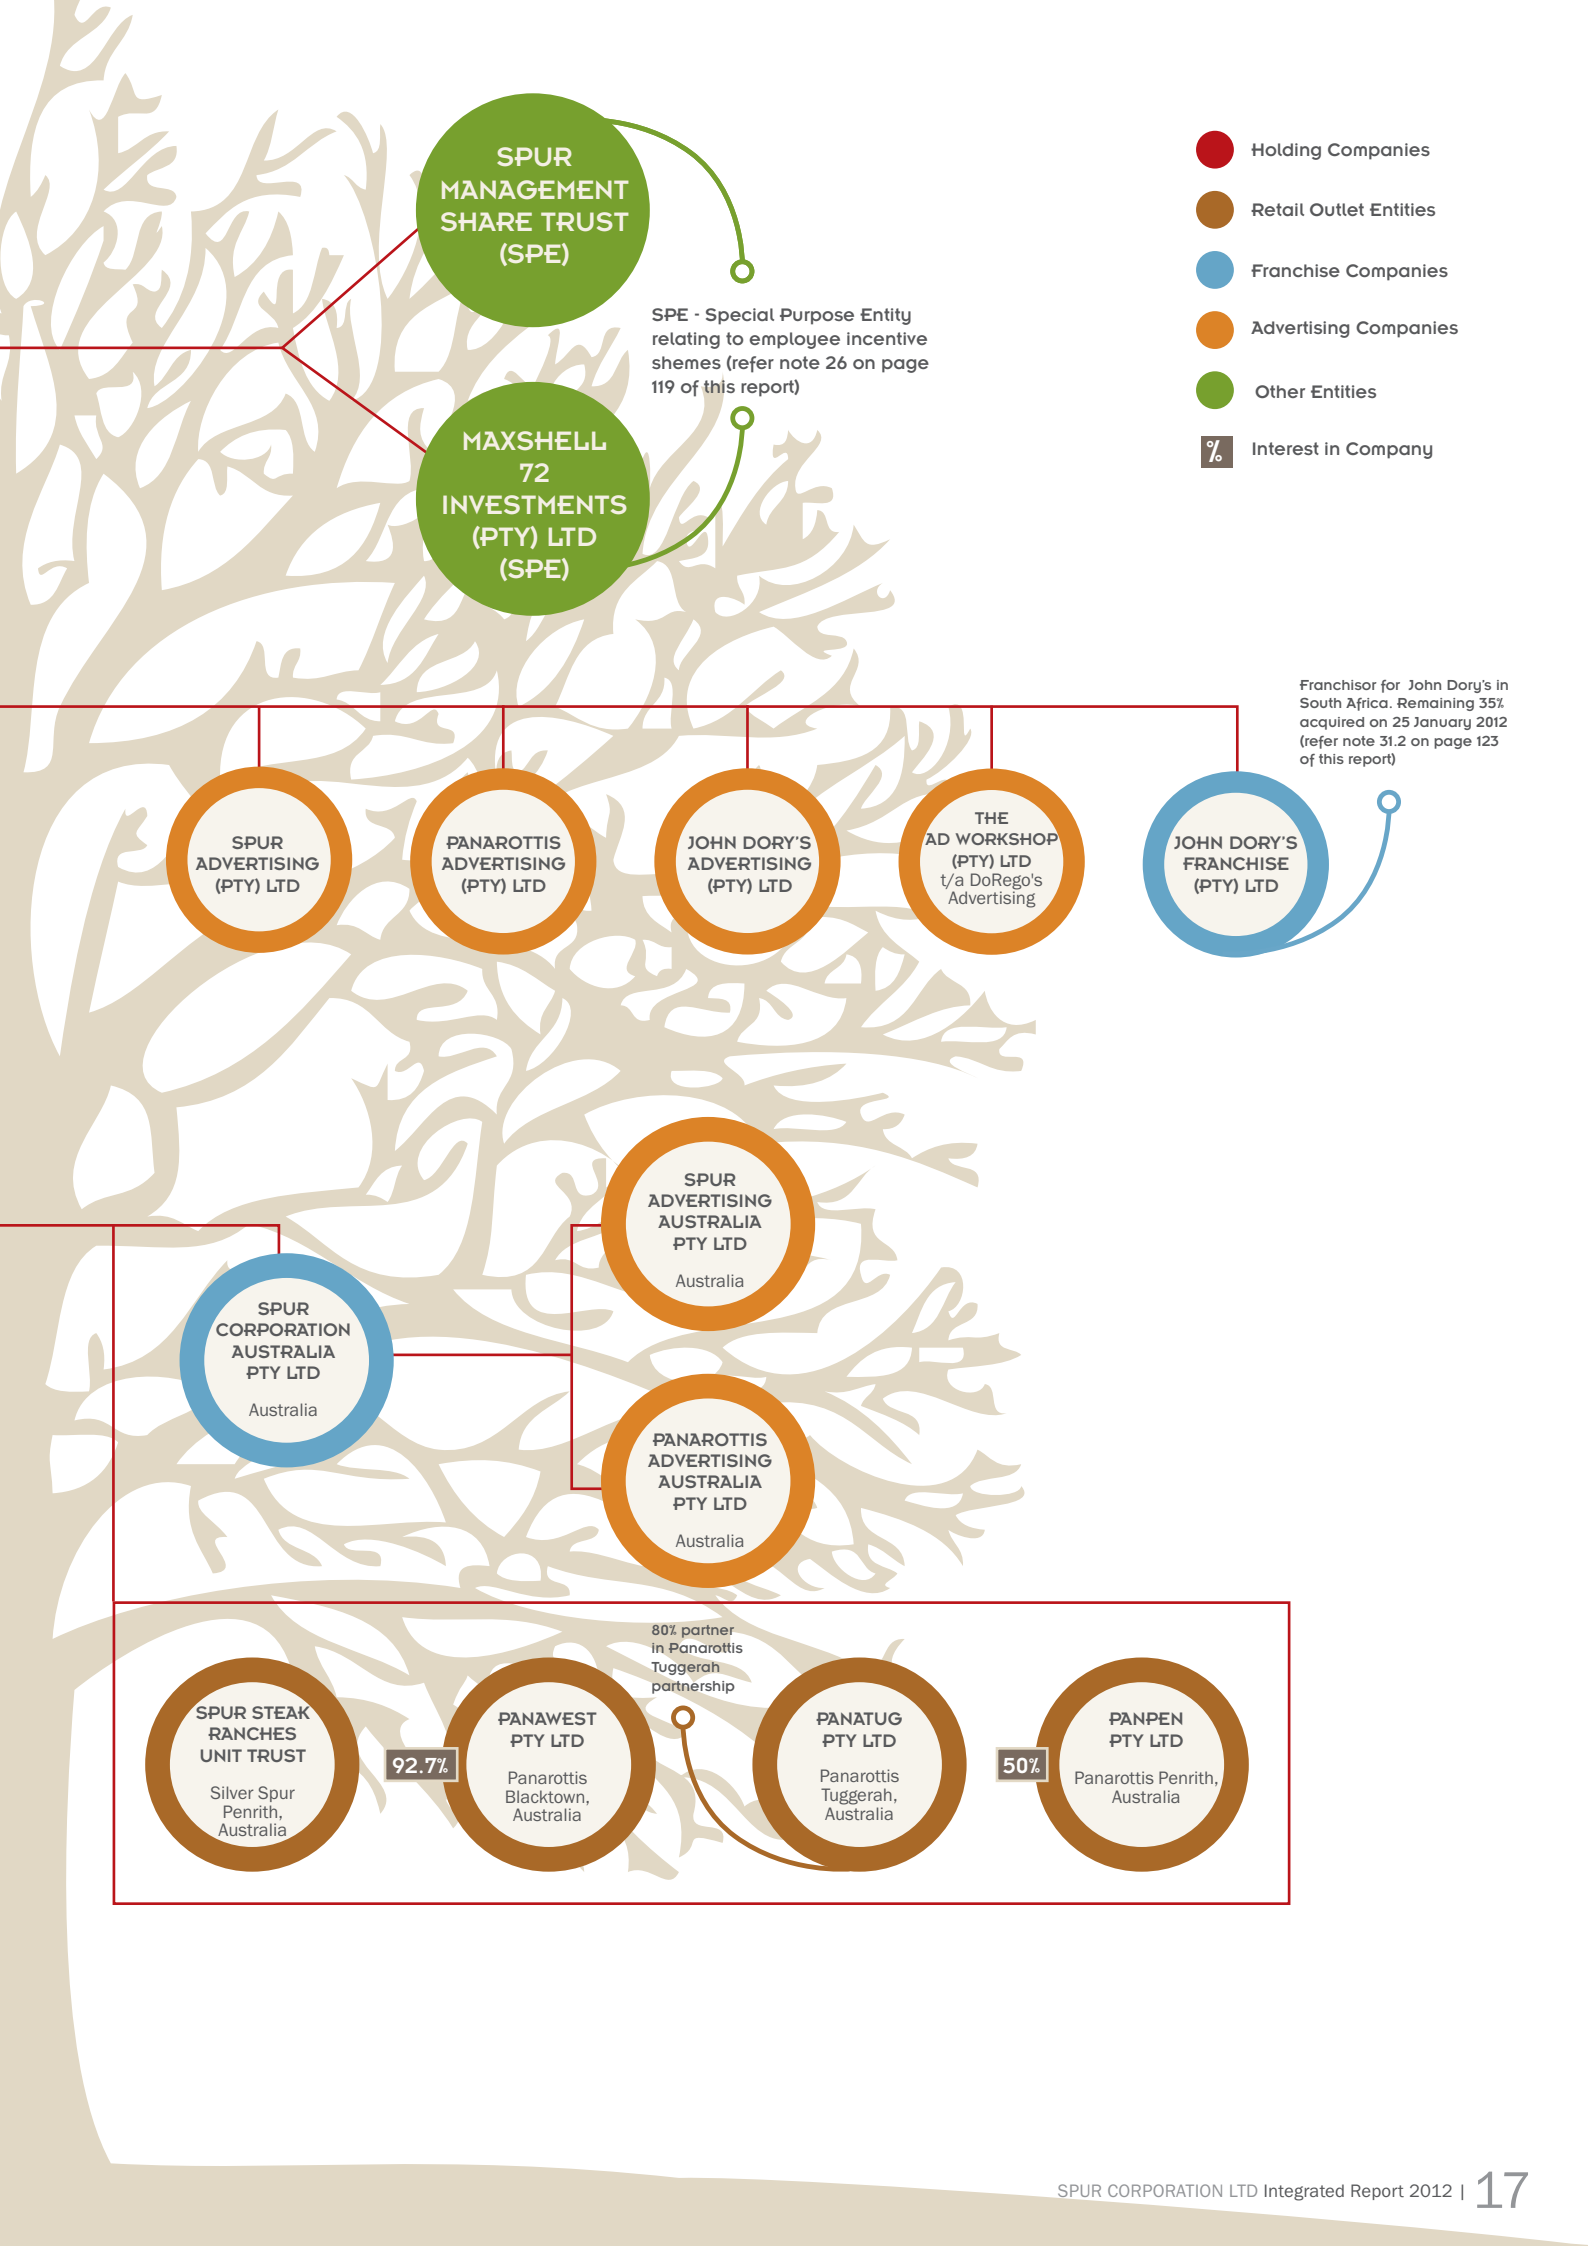 SPUR
MANAGEMENT
SHARE TRUST
(SPE)
SPE - Special Purpose Entity
relating to employee incentive
shemes (refer note 26 on page
119 of this report)
MAXSHELL
72
INVESTMENTS
(PTY) LTD
(SPE)
Holding Companies
Retail Outlet Entities
Franchise Companies
Advertising Companies
Other Entities
% Interest in Company
Franchisor for John Dory's in
South Africa. Remaining 35%
acquired on 25 January 2012
(refer note 31.2 on page 123
of this report)
SPUR
ADVERTISING
(PTY) LTD
PANAROTTIS
ADVERTISING
(PTY) LTD
JOHN DORY'S
ADVERTISING
(PTY) LTD
THE
AD WORKSHOP
(PTY) LTD
t/a DoRego's
Advertising
JOHN DORY'S
FRANCHISE
(PTY) LTD
SPUR
ADVERTISING
AUSTRALIA
PTY LTD
Australia
SPUR
CORPORATION
AUSTRALIA
PTY LTD
Australia
PANAROTTIS
ADVERTISING
AUSTRALIA
PTY LTD
Australia
80% partner
in Panarottis
Tuggerah
partnership
SPUR STEAK
RANCHES
UNIT TRUST
Silver Spur
Penrith,
Australia
92.7%
PANAWEST
PTY LTD
Panarottis
Blacktown,
Australia
PANATUG
PTY LTD
Panarottis
Tuggerah,
Australia
50%
PANPEN
PTY LTD
Panarottis Penrith,
Australia
SPUR CORPORATION LTD Integrated Report 2012 | 17